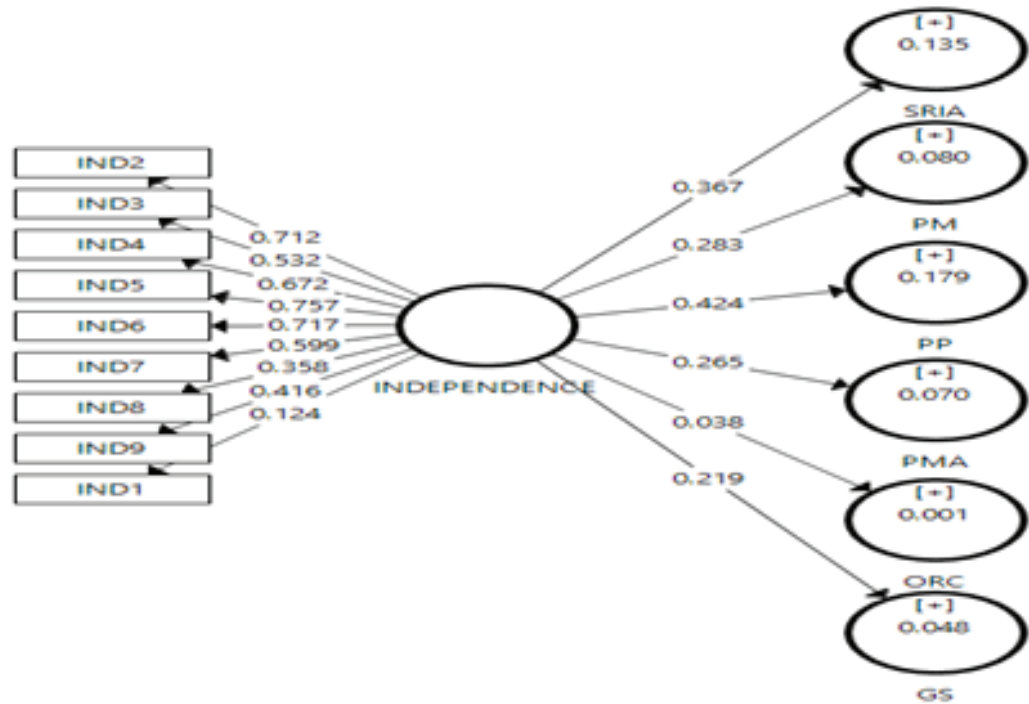 IND2
IND3
IND4
IND5
IND6
IND7
IND8
IND9
IND1
0.712
0.532
0.672
0.757
0.717
0.599
0.358
0.416
0.124
INDEPENDENCE
0.367
0.283
0.424
0.265
0.038
0.219
[+]
0.135
SRIA
[+]
0.080
PM
[+]
0.179
PP
[+]
0.070
PMA
[+]
0.001
ORC
[+]
0.048
GS